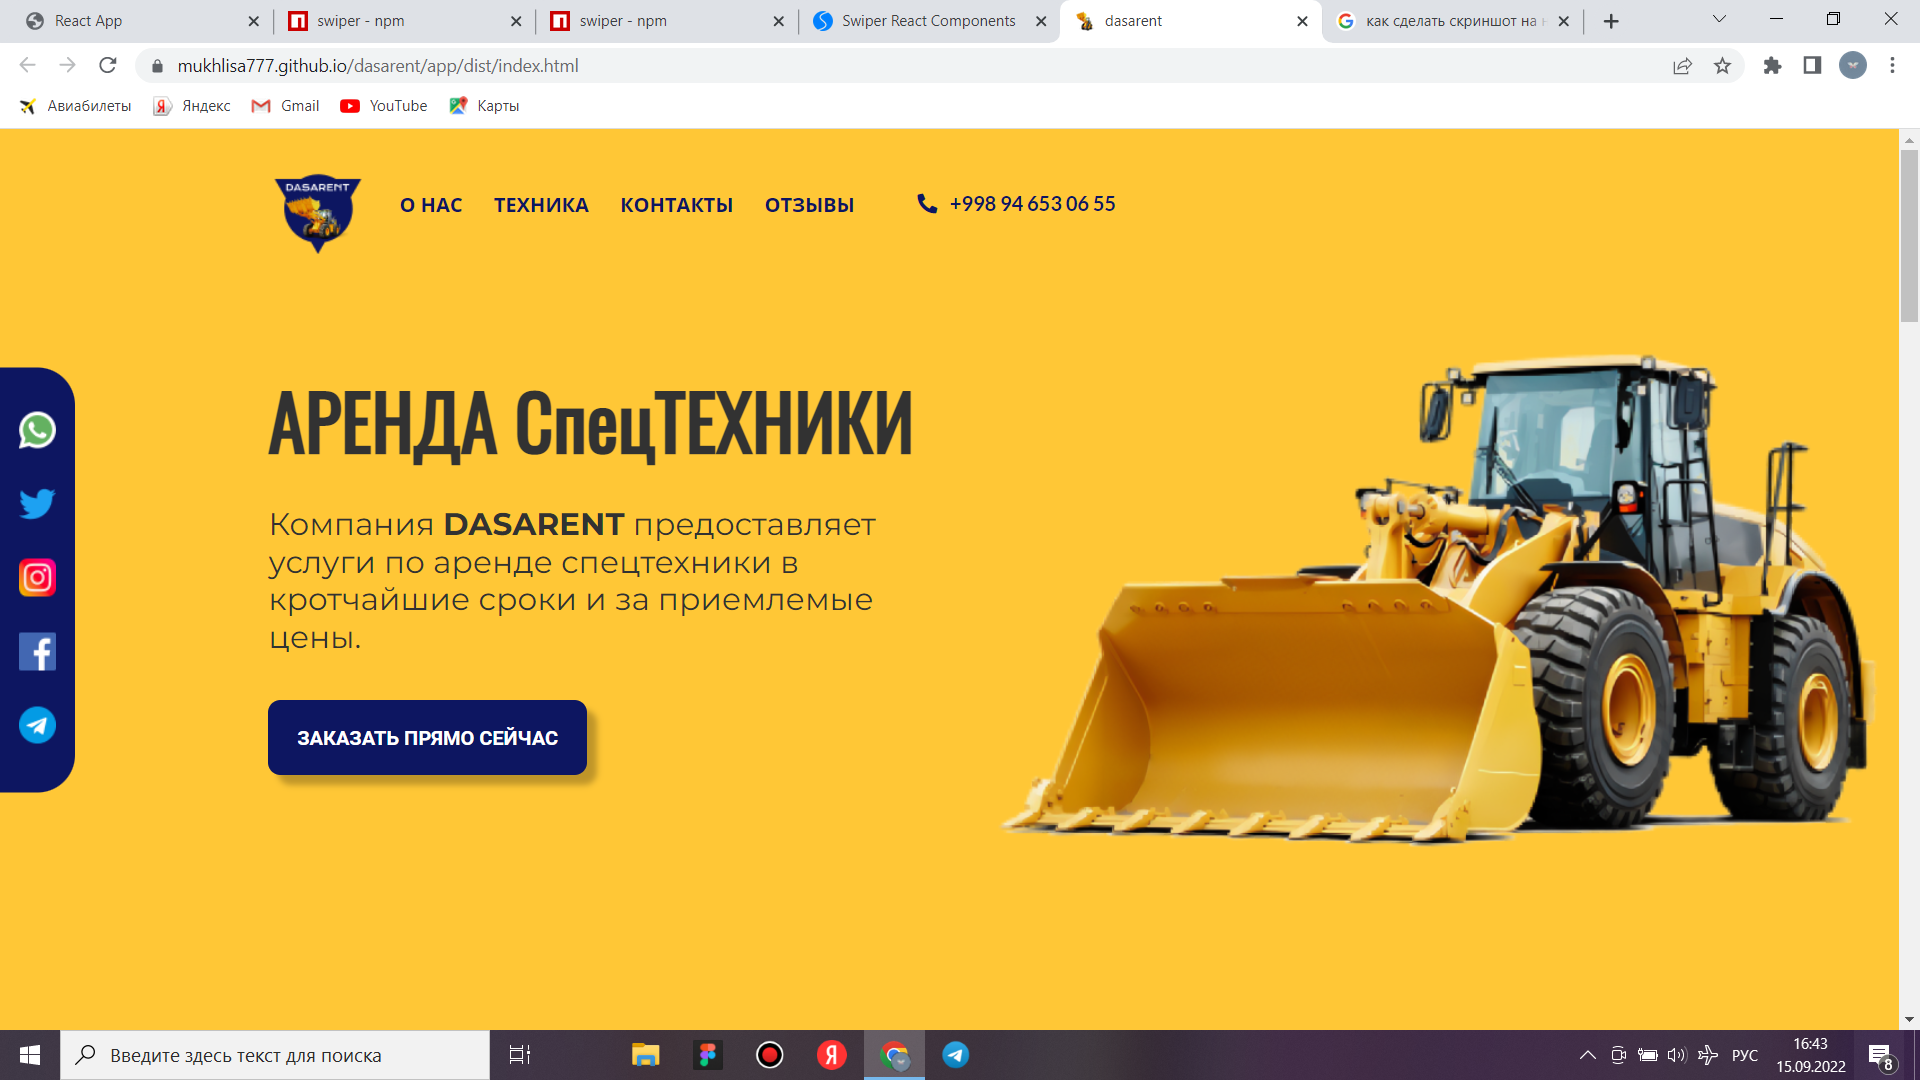 React App
swiper - npm
swiper - npm
Swiper React Components
dasarent
как сделать скриншот на
mukhlisa777.github.io/dasarent/app/dist/index.html
Авиабилеты
Яндекс
Gmail
YouTube
Карты
DASARENT
О НАС
ТЕХНИКА
КОНТАКТЫ
ОТЗЫВЫ
+998 94 653 06 55
АРЕНДА СпецТЕХНИКИ
Компания DASARENT предоставляет
услуги по аренде спецтехники в
кротчайшие сроки и за приемлемые
цены.
ЗАКАЗАТЬ ПРЯМО СЕЙЧАС
Введите здесь текст для поиска
РУС
16:43
15.09.2022
8